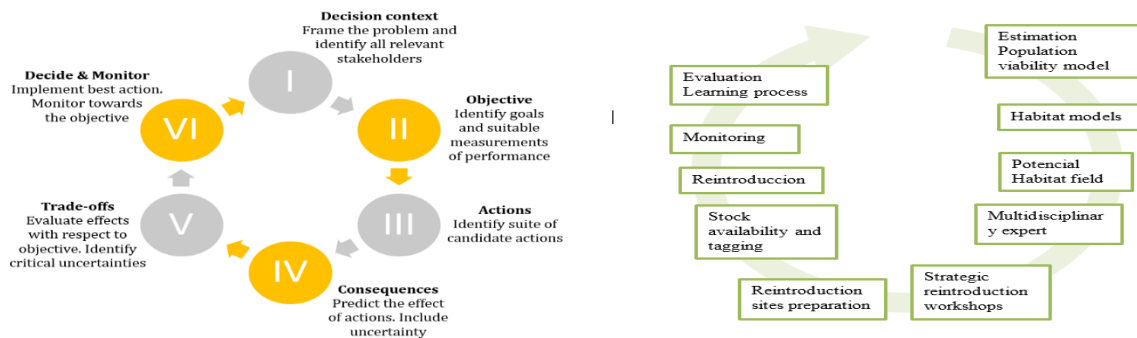 Decision context
Frame the problem and
identify all relevant
stakeholders
I
Objective
Identify goals
and suitable
measurements
of performance
II
Actions
Identify suite of
candidate actions
III
Consequences
Predict the effect
of actions. Include
uncertainty
IV
Trade-offs
Evaluate effects
with respect to
objective. Identify
critical uncertainties
V
Decide & Monitor
Implement best action.
Monitor towards
the objective
VI
Estimation
Population
viability model
Habitat models
Potencial
Habitat field
Multidisciplinar
y expert
Strategic
reintroduction
workshops
Reintroduction
sites preparation
Stock
availability and
tagging
Reintroduccion
Monitoring
Evaluation
Learning process